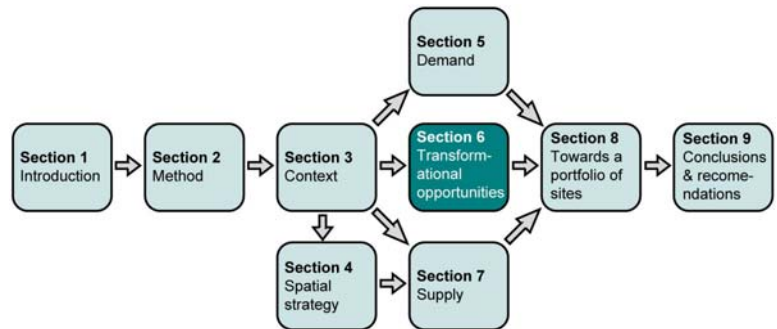 Section 1
Introduction
Section 2
Method
Section 3
Context
Section 4
Spatial
strategy
Section 5
Demand
Section 6
Transform-
ational
opportunities
Section 7
Supply
Section 8
Towards a
portfolio of
sites
Section 9
Conclusions
& recome-
ndations